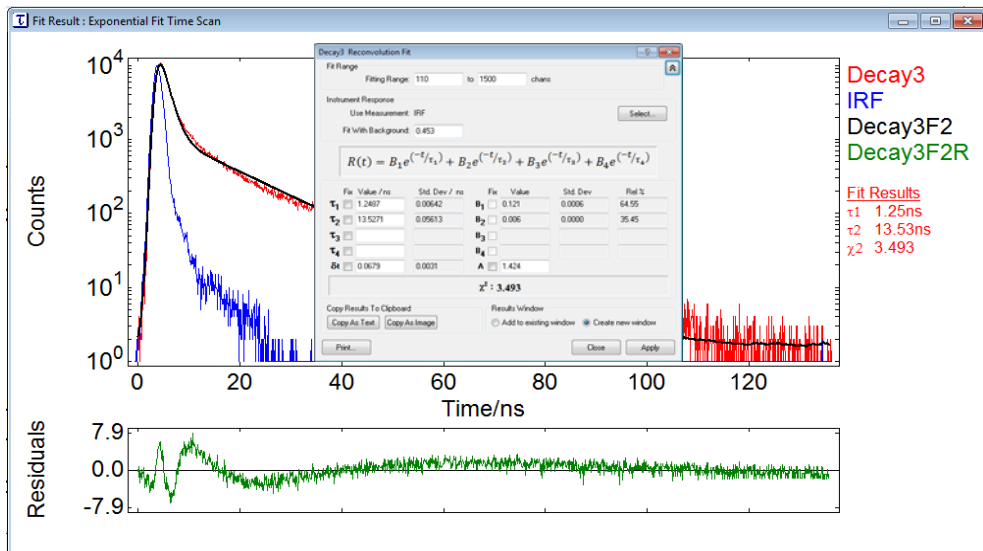 Fit Result : Exponential Fit Time Scan
Decay3 Reconvolution Fit
Fit Range
Fitting Range: 110 to 1500 chans
Instrument Response
Use Measurement: IRF Select...
Fit With Background: 0.453
R(t) = B₁e^(-t/τ₁) + B₂e^(-t/τ₂) + B₃e^(-t/τ₃) + B₄e^(-t/τ₄)
Fix Value / ns Std. Dev / ns Fix Value Std. Dev Rel %
τ₁ 1.2487 0.00642 B₁ 0.121 0.0006 64.55
τ₂ 13.5271 0.05613 B₂ 0.006 0.0000 35.45
τ₃ B₃
τ₄ B₄
δt 0.0679 0.0031 A 1.424
χ² : 3.493
Copy Results To Clipboard Results Window
Copy As Text Copy As Image Add to existing window Create new window
Print... Close Apply
Counts
10⁴
10³
10²
10¹
10⁰
0 20 40 60 80 100 120
Time/ns
Decay3
IRF
Decay3F2
Decay3F2R
Fit Results
τ1 1.25ns
τ2 13.53ns
χ2 3.493
Residuals
7.9
0.0
-7.9